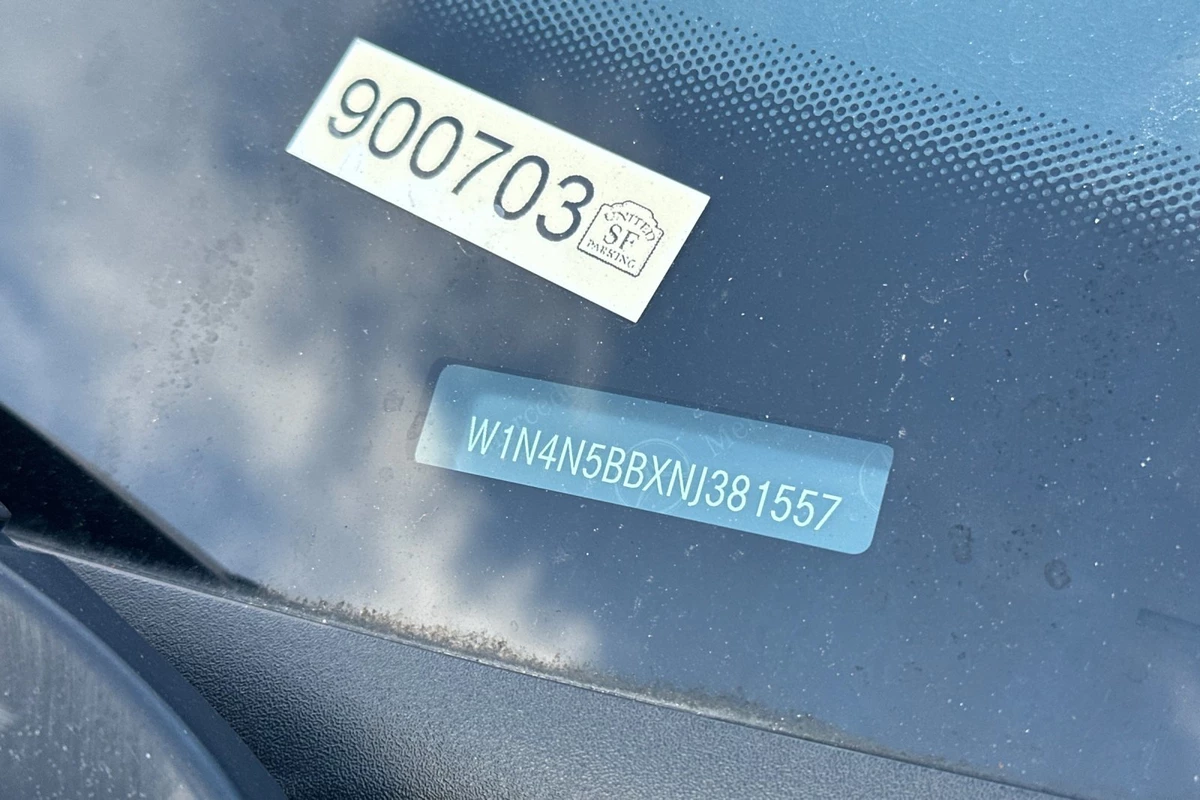 900703
UNITED
SF
PARKING
W1N4N5BBXNJ381557